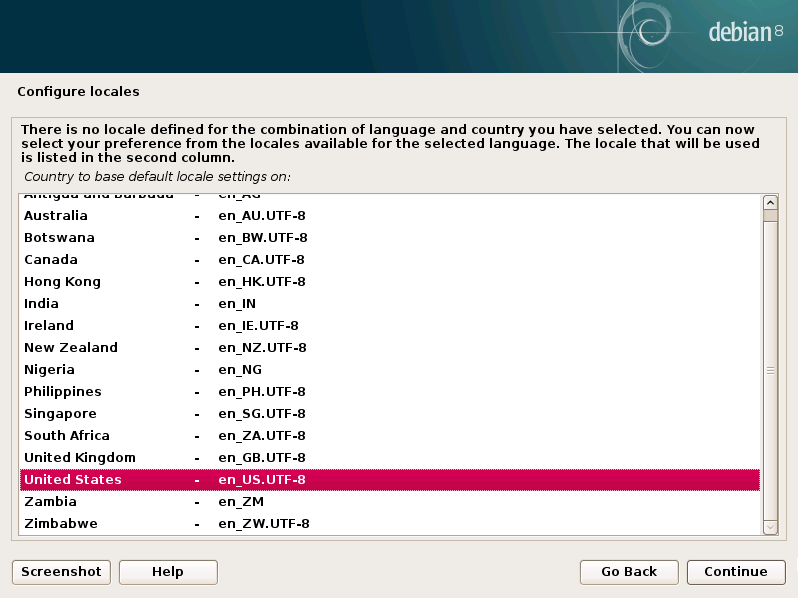 debian 8
Configure locales
There is no locale defined for the combination of language and country you have selected. You can now
select your preference from the locales available for the selected language. The locale that will be used
is listed in the second column.
Country to base default locale settings on:
Antigua and Barbuda - en_AG
Australia - en_AU.UTF-8
Botswana - en_BW.UTF-8
Canada - en_CA.UTF-8
Hong Kong - en_HK.UTF-8
India - en_IN
Ireland - en_IE.UTF-8
New Zealand - en_NZ.UTF-8
Nigeria - en_NG
Philippines - en_PH.UTF-8
Singapore - en_SG.UTF-8
South Africa - en_ZA.UTF-8
United Kingdom - en_GB.UTF-8
United States - en_US.UTF-8
Zambia - en_ZM
Zimbabwe - en_ZW.UTF-8
Screenshot Help Go Back Continue